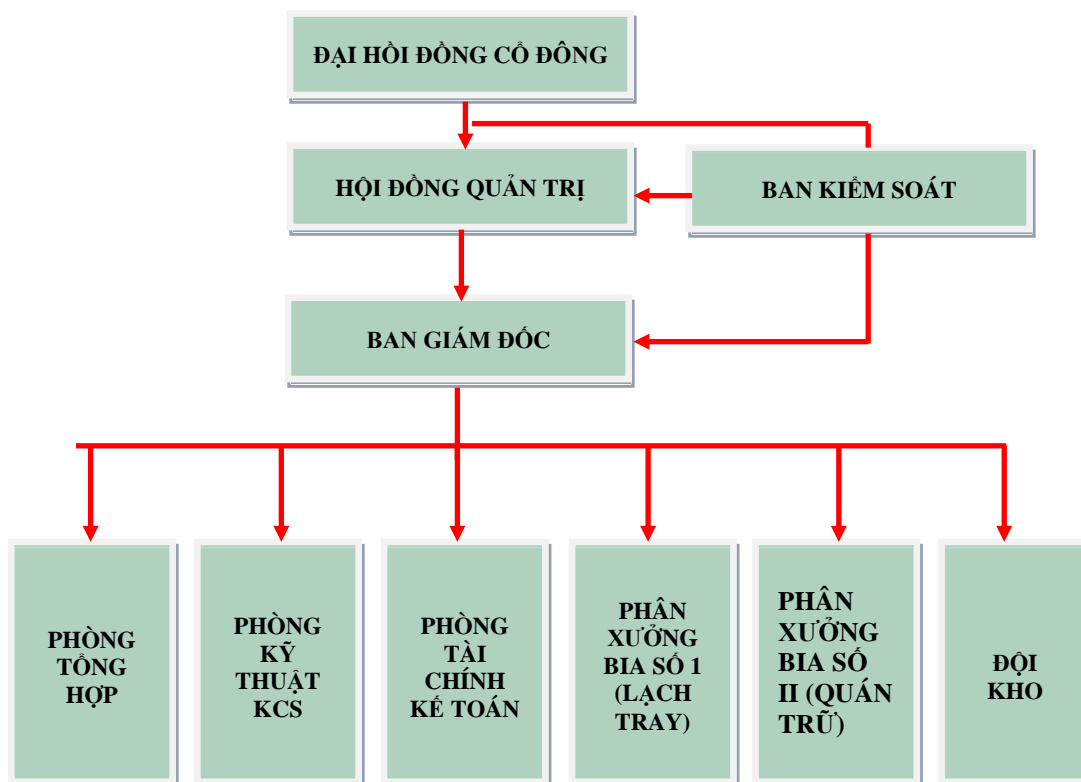 ĐẠI HỒI ĐỒNG CỔ ĐÔNG
HỘI ĐỒNG QUẢN TRỊ
BAN KIỂM SOÁT
BAN GIÁM ĐỐC
PHÒNG
TỔNG
HỢP
PHÒNG
KỸ
THUẬT
KCS
PHÒNG
TÀI
CHÍNH
KẾ TOÁN
PHÂN
XƯỞNG
BIA SỐ 1
(LẠCH
TRAY)
PHÂN
XƯỞNG
BIA SỐ
II (QUÁN
TRỮ)
ĐỘI
KHO